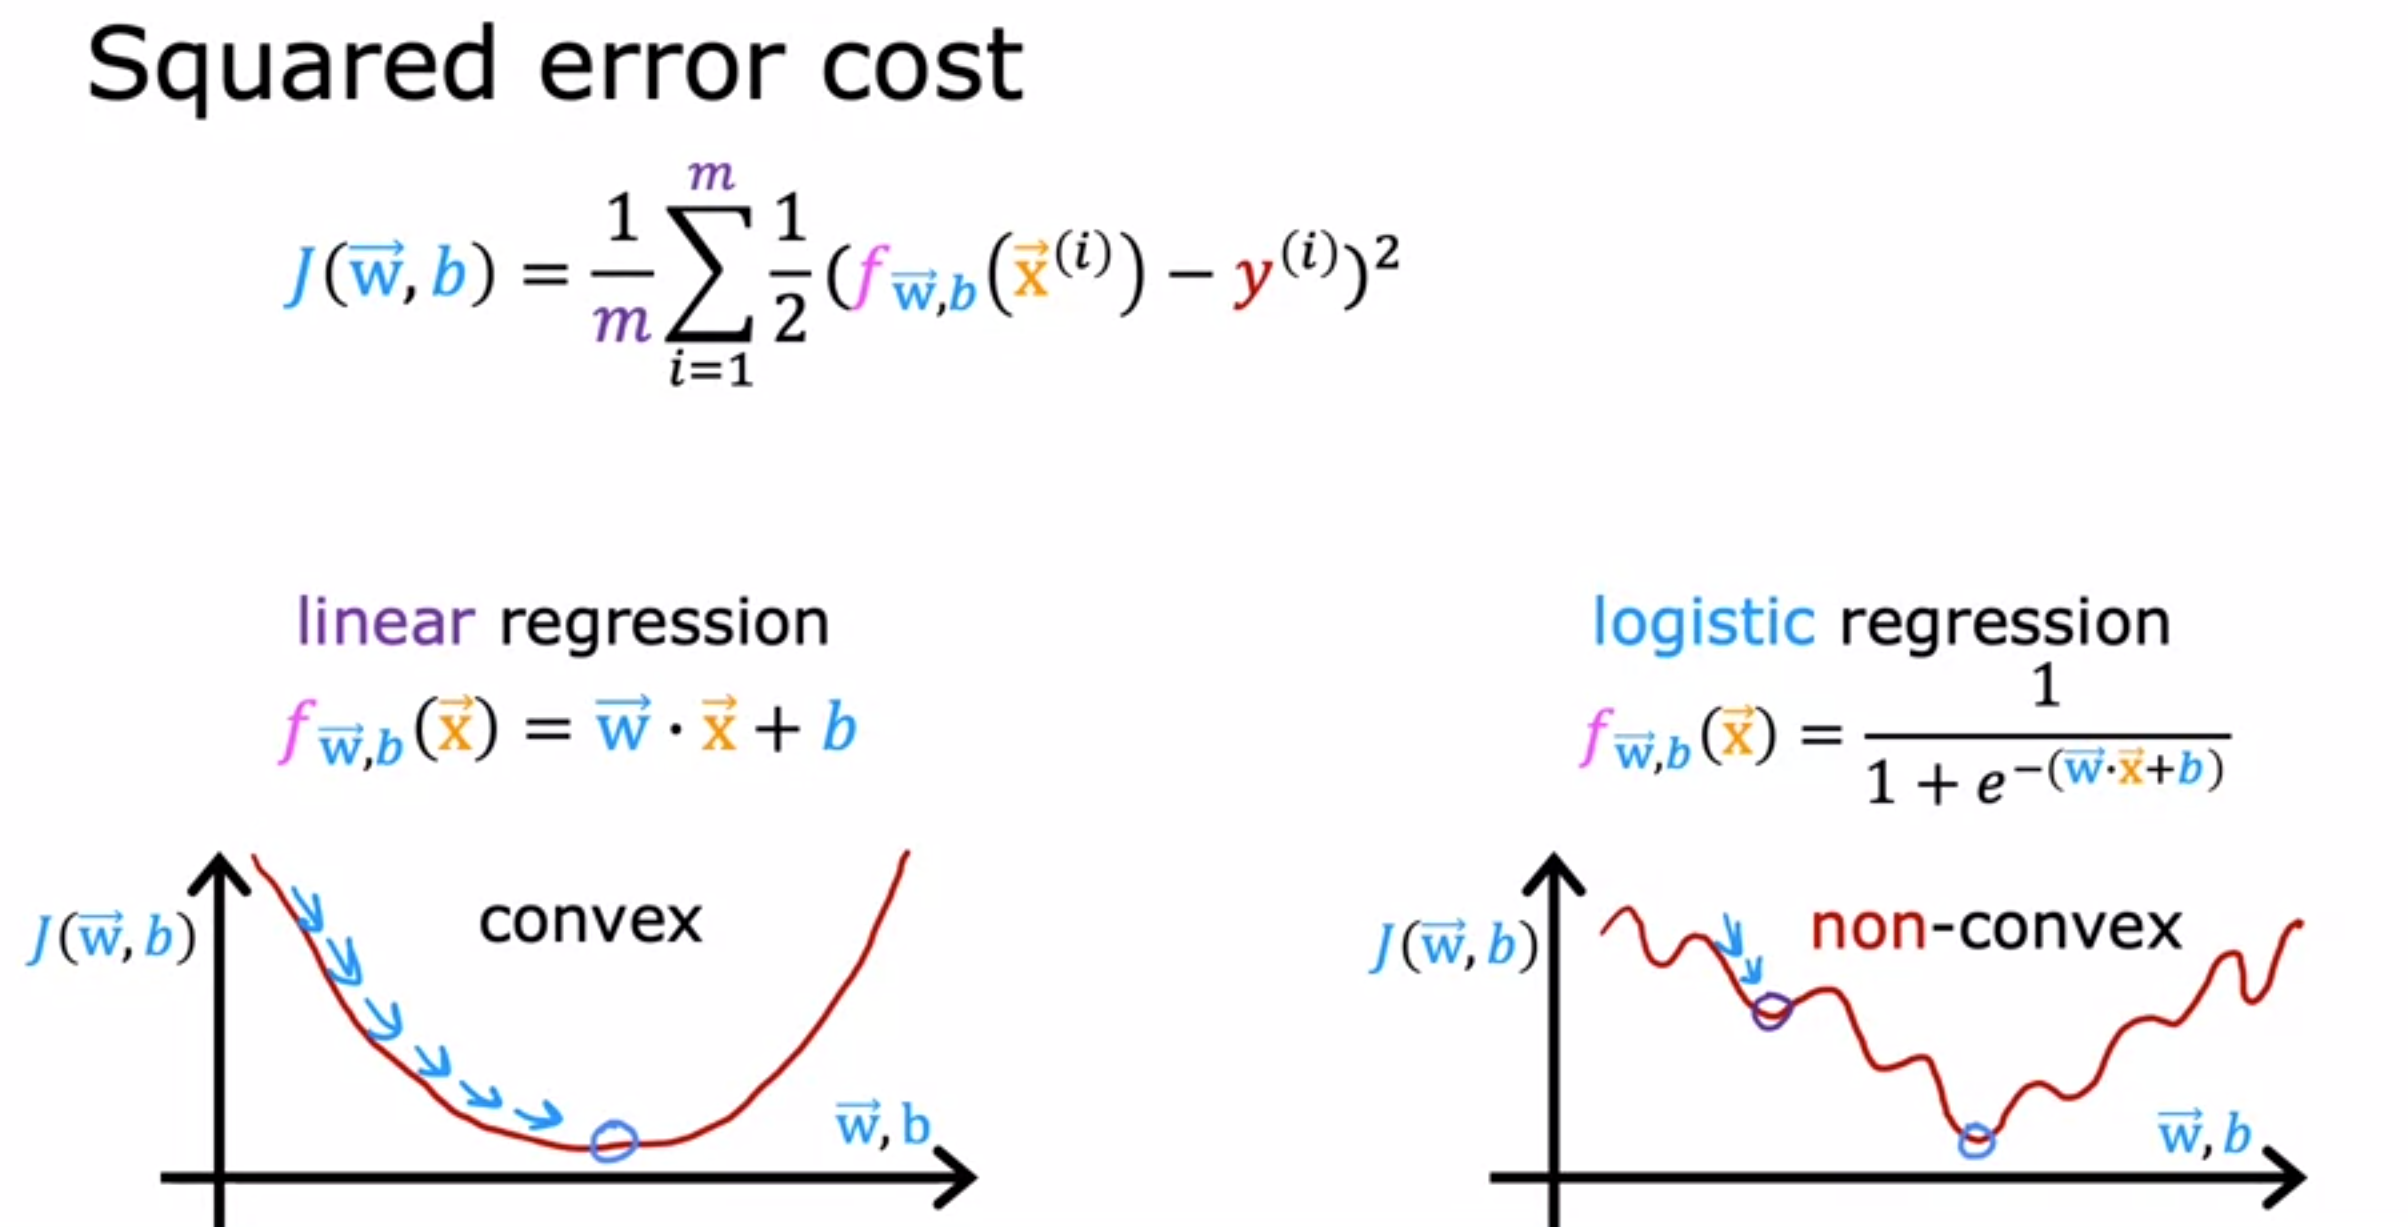 Squared error cost
J(w⃗, b) = 1/m ∑_{i=1}^{m} 1/2 (f_{w⃗,b}(x⃗^{(i)}) − y^{(i)})²
linear regression
f_{w⃗,b}(x⃗) = w⃗ · x⃗ + b
J(w⃗, b)
convex
w⃗, b
logistic regression
f_{w⃗,b}(x⃗) = 1/(1 + e^{−(w⃗·x⃗+b)})
J(w⃗, b)
non-convex
w⃗, b